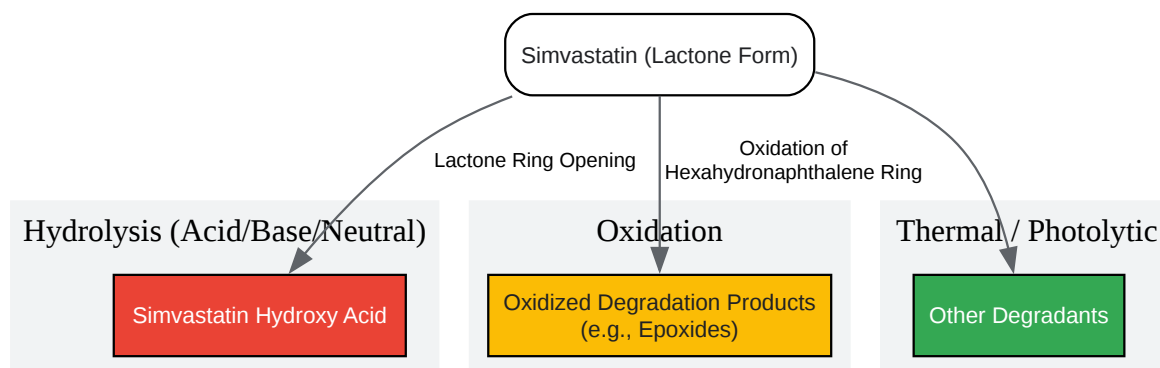 Simvastatin (Lactone Form)
Lactone Ring Opening
Oxidation of
Hexahydronaphthalene Ring
Hydrolysis (Acid/Base/Neutral)
Oxidation
Thermal / Photolytic
Simvastatin Hydroxy Acid
Oxidized Degradation Products
(e.g., Epoxides)
Other Degradants